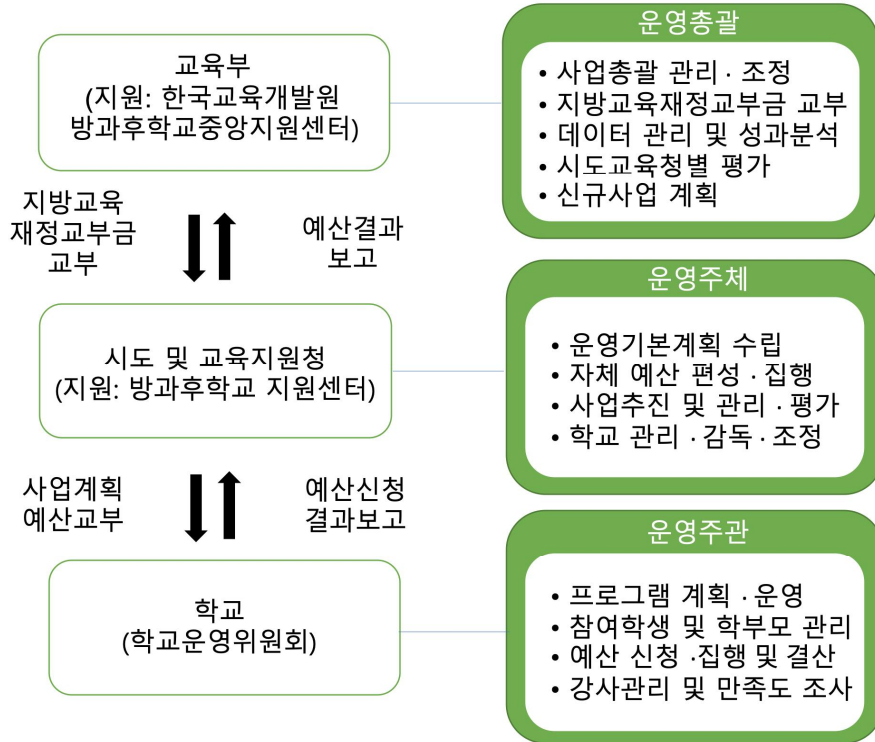 운영총괄
교육부
(지원: 한국교육개발원
방과후학교중앙지원센터)
• 사업총괄 관리 · 조정
• 지방교육재정교부금 교부
• 데이터 관리 및 성과분석
• 시도교육청별 평가
• 신규사업 계획
지방교육
재정교부금
교부
예산결과
보고
운영주체
시도 및 교육지원청
(지원: 방과후학교 지원센터)
• 운영기본계획 수립
• 자체 예산 편성 · 집행
• 사업추진 및 관리 · 평가
• 학교 관리 · 감독 · 조정
사업계획
예산교부
예산신청
결과보고
운영주관
학교
(학교운영위원회)
• 프로그램 계획 · 운영
• 참여학생 및 학부모 관리
• 예산 신청 ·집행 및 결산
• 강사관리 및 만족도 조사